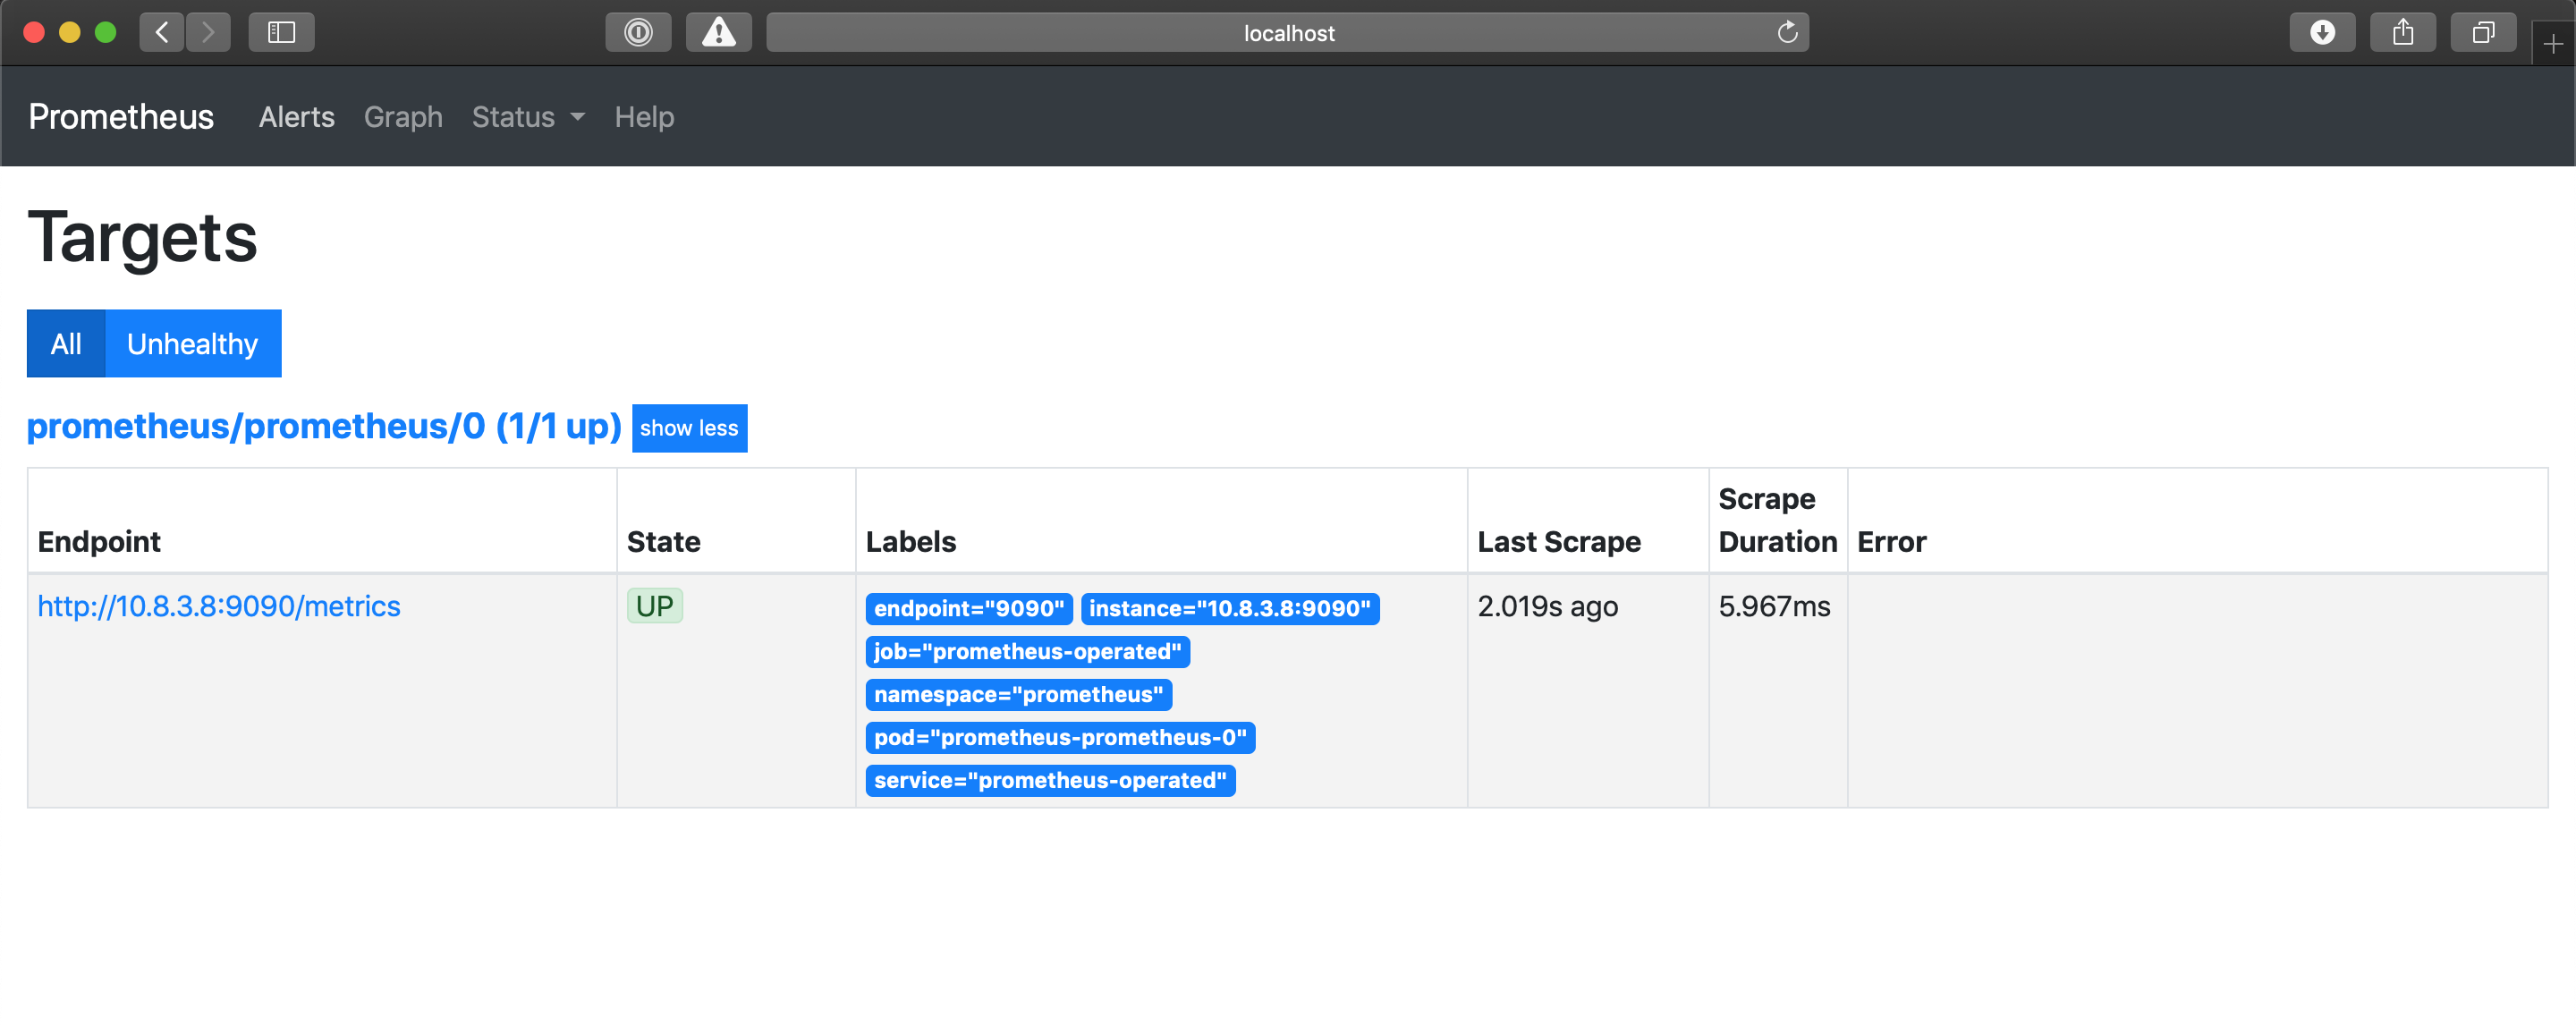 localhost
Prometheus Alerts Graph Status Help
Targets
All Unhealthy
prometheus/prometheus/0 (1/1 up) show less
Endpoint State Labels Last Scrape Scrape Duration Error
http://10.8.3.8:9090/metrics UP endpoint="9090" instance="10.8.3.8:9090" 2.019s ago 5.967ms
job="prometheus-operated"
namespace="prometheus"
pod="prometheus-prometheus-0"
service="prometheus-operated"